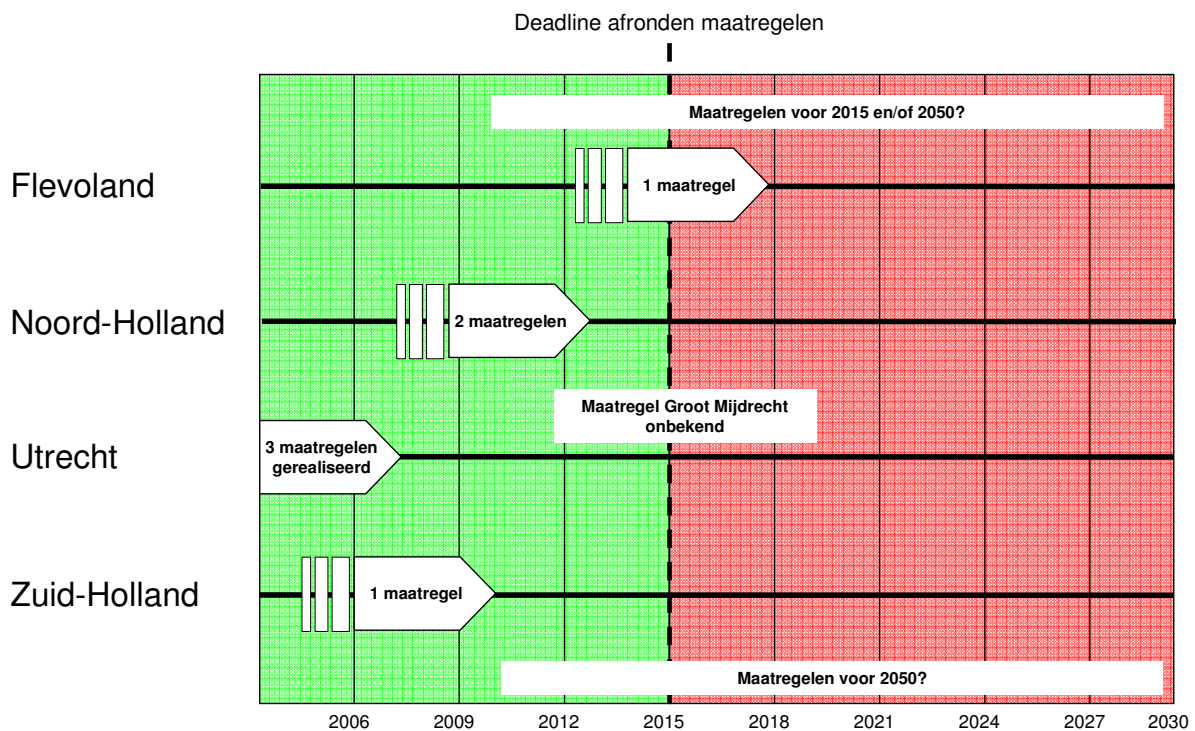 Deadline afronden maatregelen
Maatregelen voor 2015 en/of 2050?
Flevoland
1 maatregel
Noord-Holland
2 maatregelen
Maatregel Groot Mijdrecht
onbekend
Utrecht
3 maatregelen
gerealiseerd
Zuid-Holland
1 maatregel
Maatregelen voor 2050?
2006 2009 2012 2015 2018 2021 2024 2027 2030